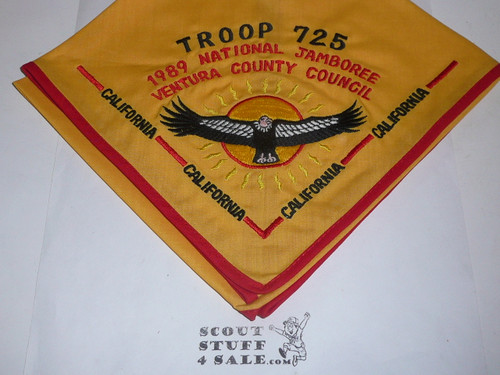 TROOP 725
1989 NATIONAL JAMBOREE
VENTURA COUNTY COUNCIL
CALIFORNIA
CALIFORNIA
CALIFORNIA
CALIFORNIA
SCOUT
STUFF
4 SALE.com